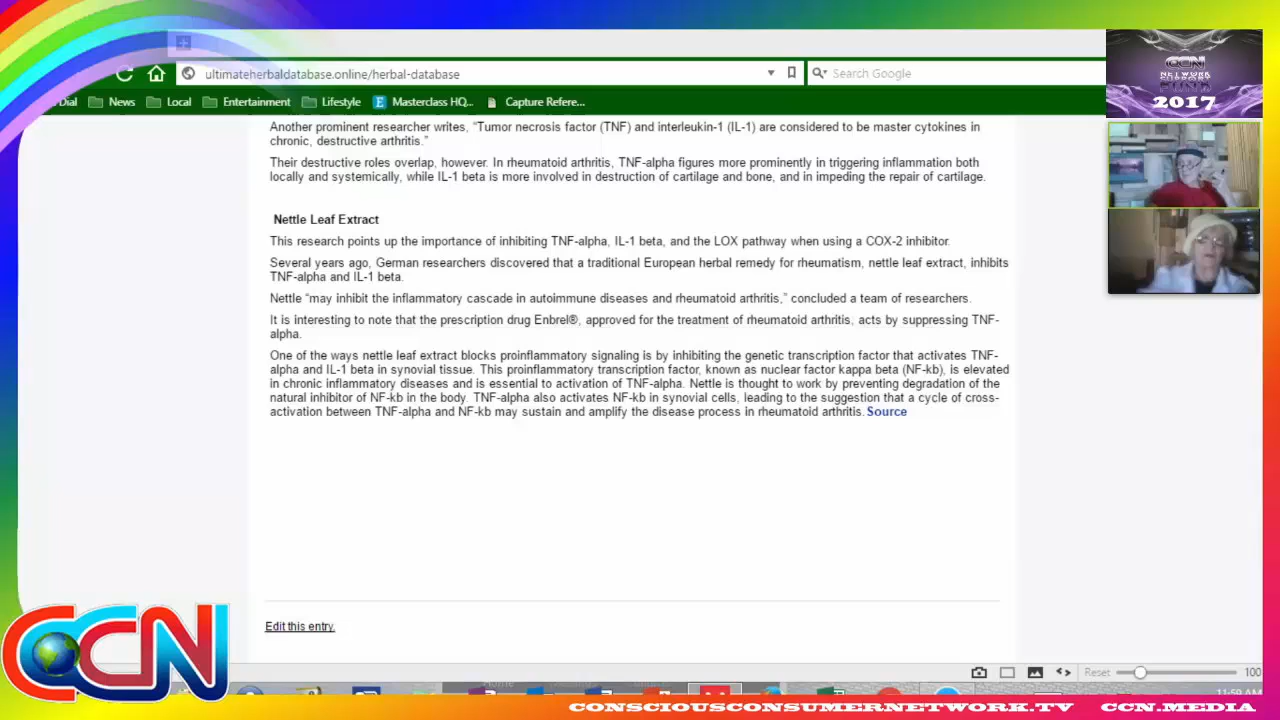 ultimateherbaldatabase.online/herbal-database
Search Google
Dial
News
Local
Entertainment
Lifestyle
Masterclass HQ...
Capture Refere...
CCN
NETWORK
SUPPORT
2017
Another prominent researcher writes, “Tumor necrosis factor (TNF) and interleukin-1 (IL-1) are considered to be master cytokines in
chronic, destructive arthritis.”
Their destructive roles overlap, however. In rheumatoid arthritis, TNF-alpha figures more prominently in triggering inflammation both
locally and systemically, while IL-1 beta is more involved in destruction of cartilage and bone, and in impeding the repair of cartilage.
Nettle Leaf Extract
This research points up the importance of inhibiting TNF-alpha, IL-1 beta, and the LOX pathway when using a COX-2 inhibitor.
Several years ago, German researchers discovered that a traditional European herbal remedy for rheumatism, nettle leaf extract, inhibits
TNF-alpha and IL-1 beta.
Nettle “may inhibit the inflammatory cascade in autoimmune diseases and rheumatoid arthritis,” concluded a team of researchers.
It is interesting to note that the prescription drug Enbrel®, approved for the treatment of rheumatoid arthritis, acts by suppressing TNF-
alpha.
One of the ways nettle leaf extract blocks proinflammatory signaling is by inhibiting the genetic transcription factor that activates TNF-
alpha and IL-1 beta in synovial tissue. This proinflammatory transcription factor, known as nuclear factor kappa beta (NF-kb), is elevated
in chronic inflammatory diseases and is essential to activation of TNF-alpha. Nettle is thought to work by preventing degradation of the
natural inhibitor of NF-kb in the body. TNF-alpha also activates NF-kb in synovial cells, leading to the suggestion that a cycle of cross-
activation between TNF-alpha and NF-kb may sustain and amplify the disease process in rheumatoid arthritis. Source
Edit this entry.
Reset
100
CCN
11:59 AM
CONSCIOUSCONSUMERNETWORK.TV CCN.MEDIA